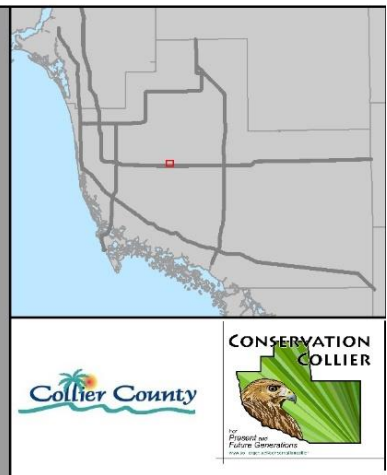 Collier County
CONSERVATION
COLLIER
For
Present and
Future Generations